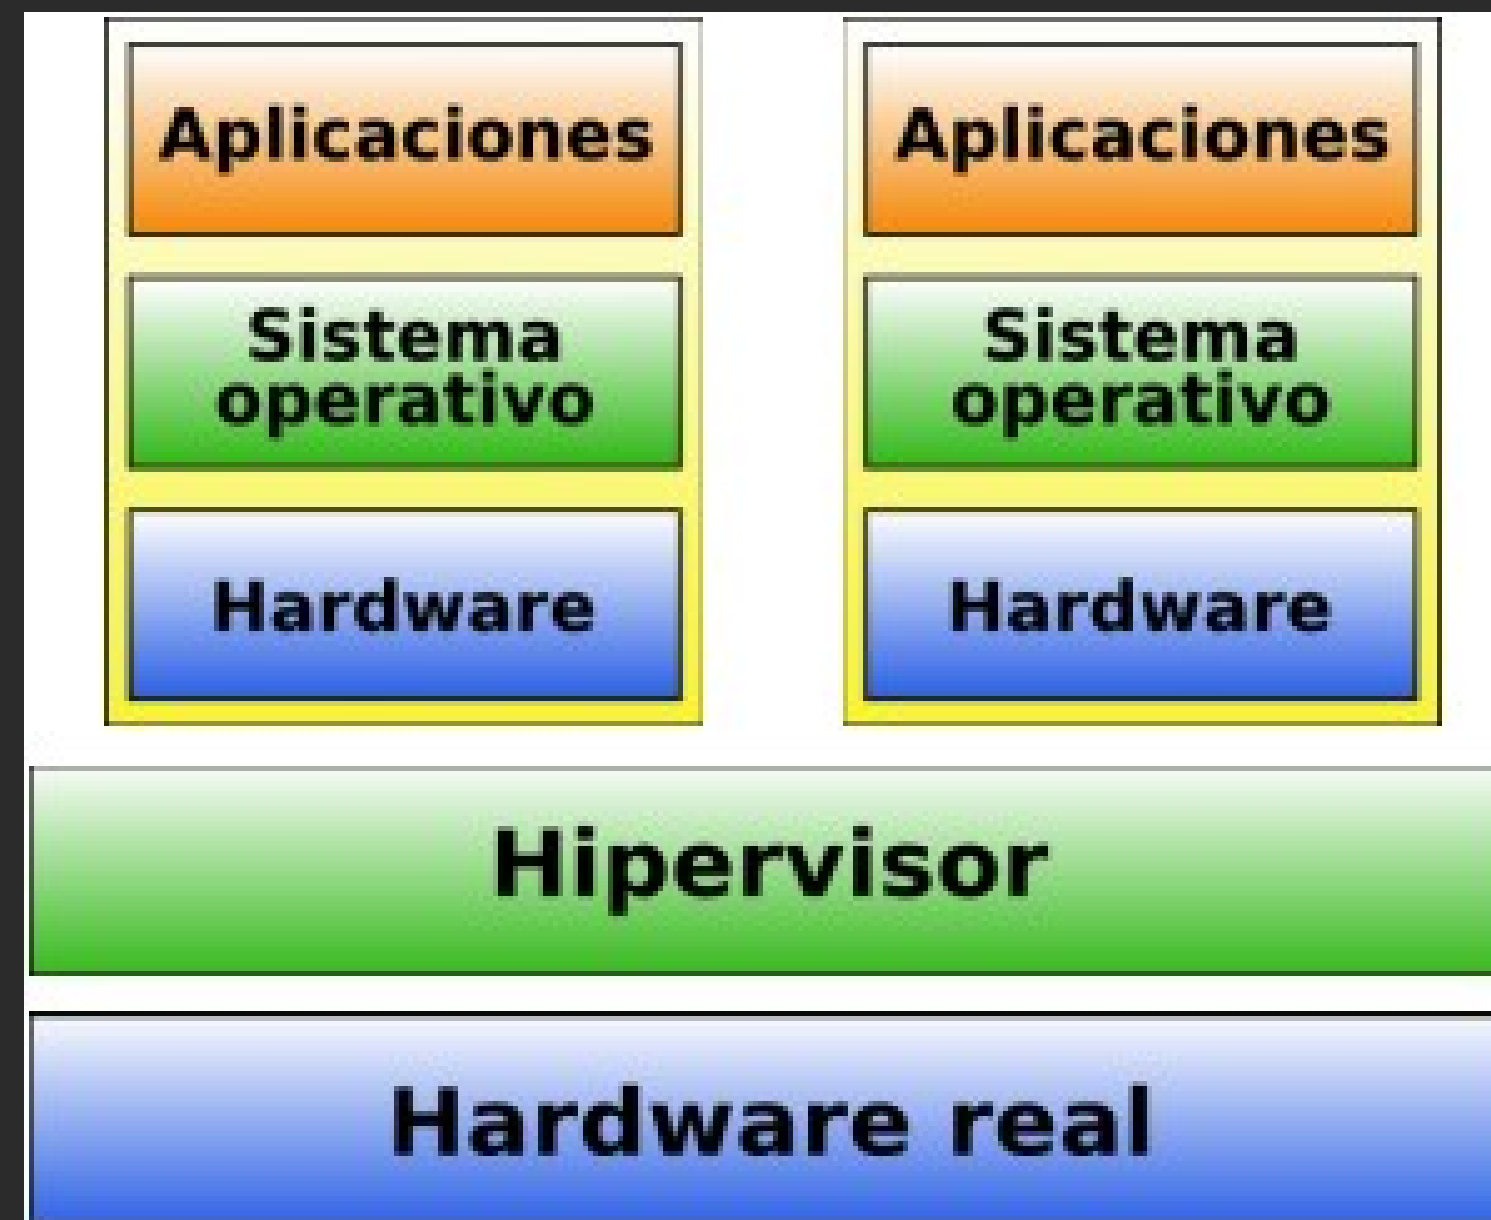 Aplicaciones
Sistema
operativo
Hardware
Aplicaciones
Sistema
operativo
Hardware
Hipervisor
Hardware real